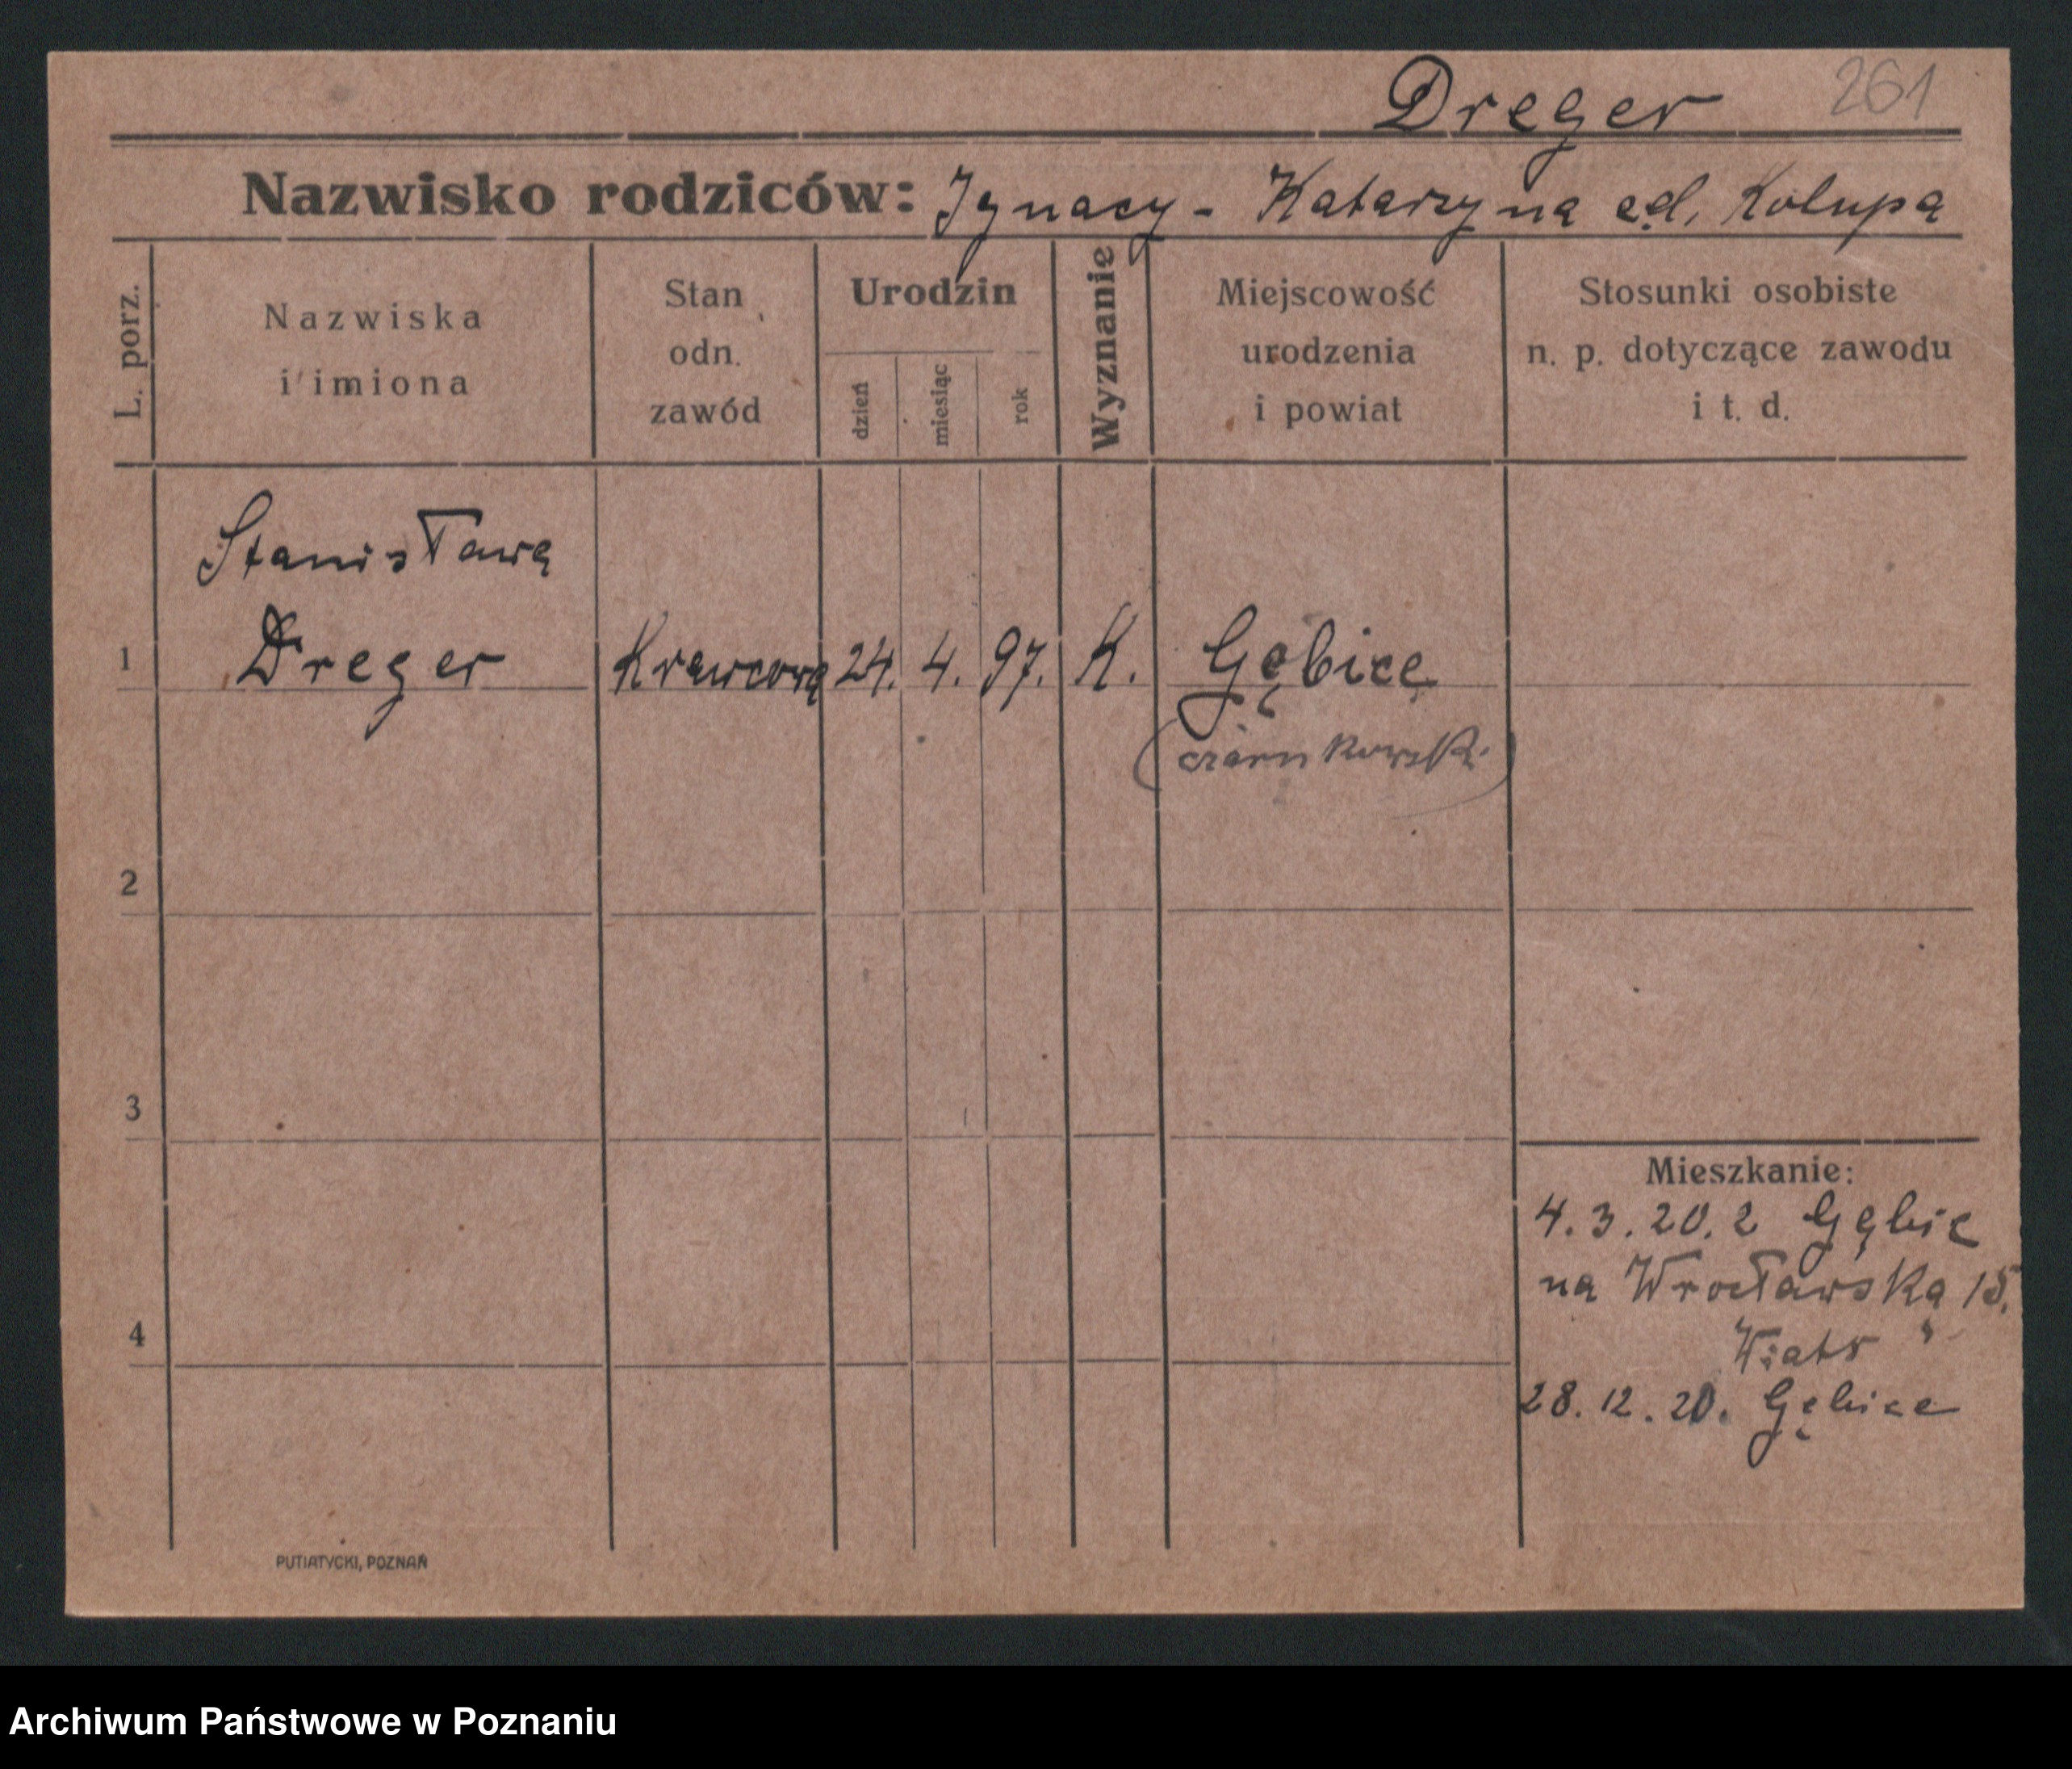 Dreger 261
Nazwisko rodziców: Ignacy - Katarzyna Kolupa
L. porz.
Nazwiska
i imiona
Stan
odn.
zawód
Urodzin
dzień
miesiąc
rok
Wyznanie
Miejscowość
urodzenia
i powiat
Stosunki osobiste
n. p. dotyczące zawodu
i t. d.
Stanisława
1 Dreger Krawcowa 24. 4. 97. K. Gębice
(czarnkowski)
2
3
4
Mieszkanie:
4. 3. 20. z Gębic
na Wrocławska 15.
Wiatr "
28. 12. 20. Gębice
PUTIATYCKI, POZNAŃ
Archiwum Państwowe w Poznaniu